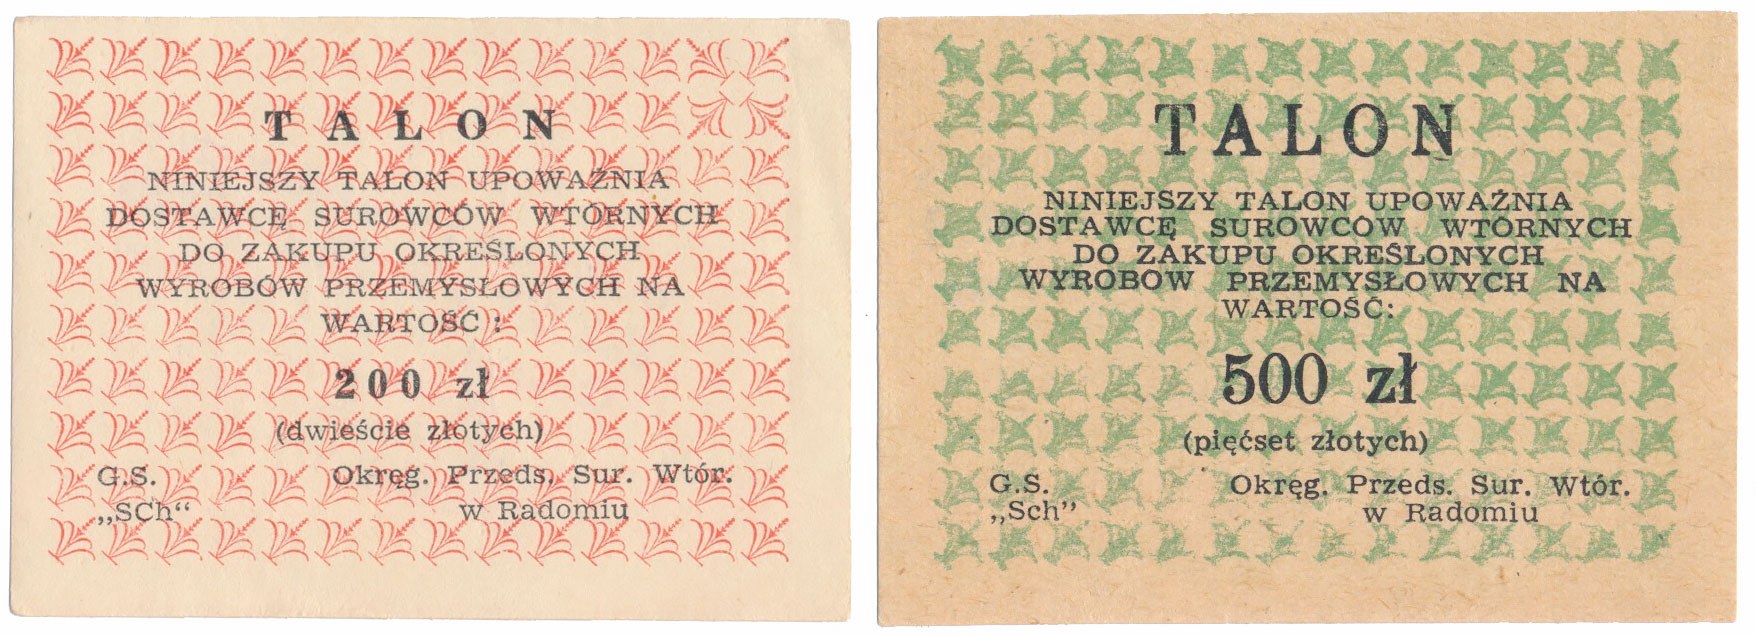 TALON
NINIEJSZY TALON UPOWAŻNIA
DOSTAWCĘ SUROWCÓW WTÓRNYCH
DO ZAKUPU OKREŚLONYCH
WYROBÓW PRZEMYSŁOWYCH NA
WARTOŚĆ:
200 zł
(dwieście złotych)
G.S. Okręg. Przeds. Sur. Wtór.
„SCh“ w Radomiu
TALON
NINIEJSZY TALON UPOWAŻNIA
DOSTAWCĘ SUROWCÓW WTÓRNYCH
DO ZAKUPU OKREŚLONYCH
WYROBÓW PRZEMYSŁOWYCH NA
WARTOŚĆ:
500 zł
(pięćset złotych)
G.S. Okręg. Przeds. Sur. Wtór.
„Sch” w Radomiu